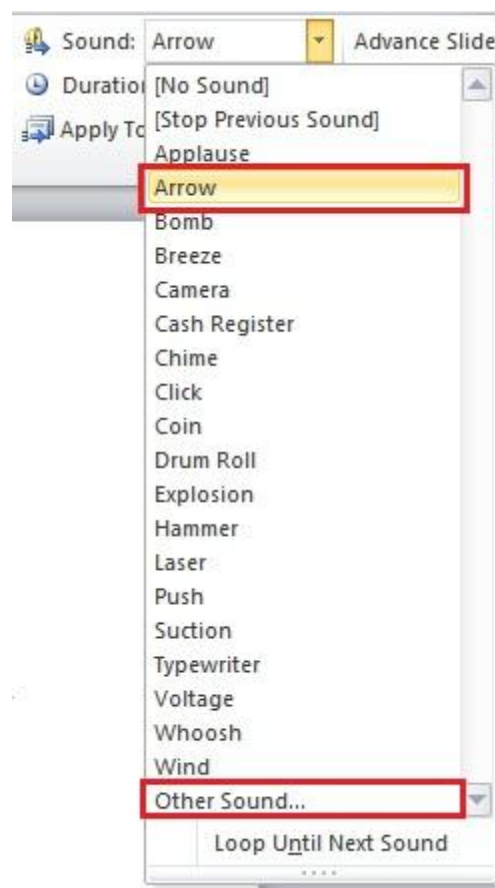 Sound: Arrow Advance Slide
Duration
[No Sound]
Apply To
[Stop Previous Sound]
Applause
Arrow
Bomb
Breeze
Camera
Cash Register
Chime
Click
Coin
Drum Roll
Explosion
Hammer
Laser
Push
Suction
Typewriter
Voltage
Whoosh
Wind
Other Sound...
Loop Until Next Sound